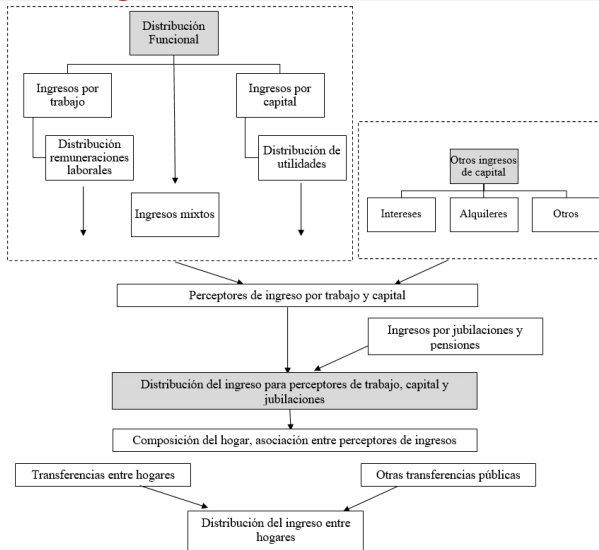 Distribución
Funcional
Ingresos por
trabajo
Ingresos por
capital
Distribución
remuneraciones
laborales
Distribución de
utilidades
Ingresos mixtos
Otros ingresos
de capital
Intereses
Alquileres
Otros
Perceptores de ingreso por trabajo y capital
Ingresos por jubilaciones y
pensiones
Distribución del ingreso para perceptores de trabajo, capital y
jubilaciones
Composición del hogar, asociación entre perceptores de ingresos
Transferencias entre hogares
Otras transferencias públicas
Distribución del ingreso entre
hogares